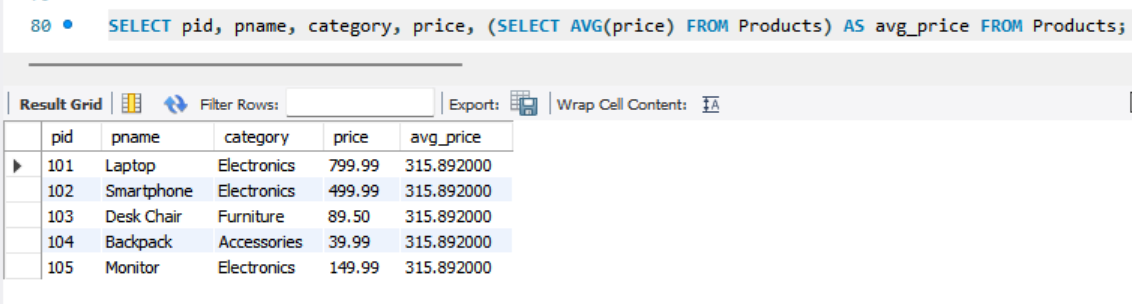 80 SELECT pid, pname, category, price, (SELECT AVG(price) FROM Products) AS avg_price FROM Products;
Result Grid Filter Rows: Export: Wrap Cell Content: IA
pid pname category price avg_price
101 Laptop Electronics 799.99 315.892000
102 Smartphone Electronics 499.99 315.892000
103 Desk Chair Furniture 89.50 315.892000
104 Backpack Accessories 39.99 315.892000
105 Monitor Electronics 149.99 315.892000